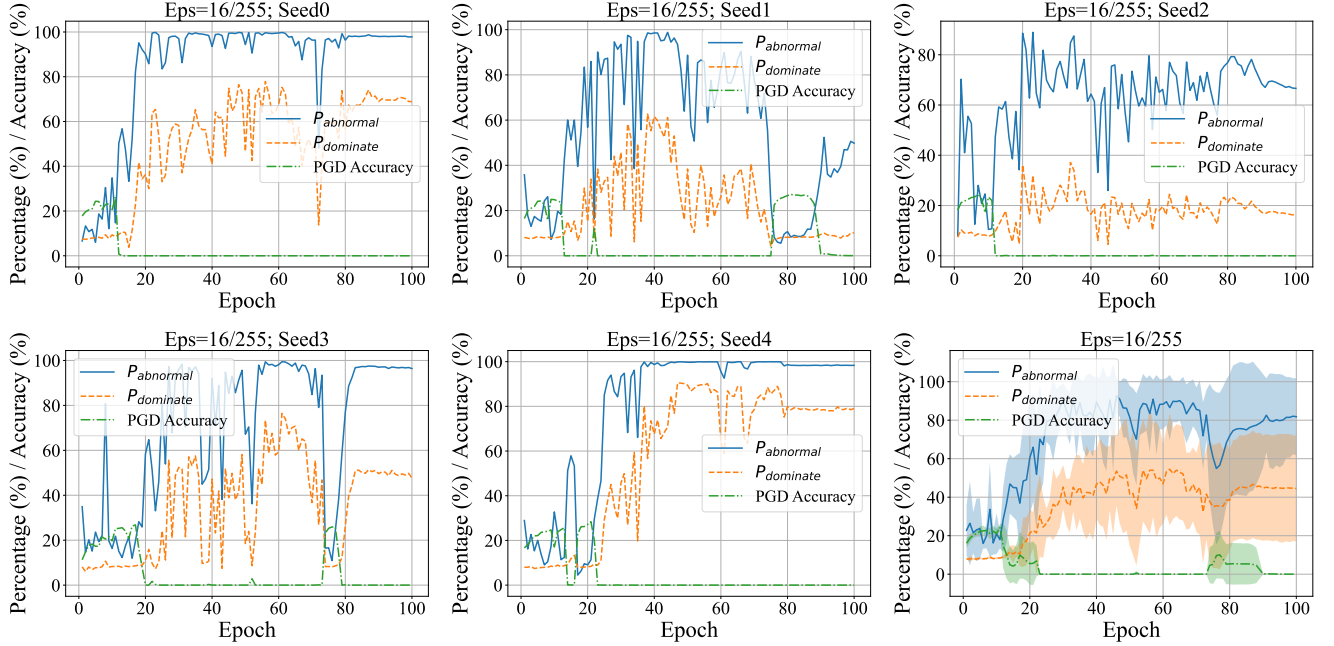 Eps=16/255; Seed0
Percentage (%) / Accuracy (%)
100
80
60
40
20
0
P_abnormal
P_dominate
PGD Accuracy
0 20 40 60 80 100
Epoch
Eps=16/255; Seed1
Percentage (%) / Accuracy (%)
100
80
60
40
20
0
P_abnormal
P_dominate
PGD Accuracy
0 20 40 60 80 100
Epoch
Eps=16/255; Seed2
Percentage (%) / Accuracy (%)
80
60
40
20
0
P_abnormal
P_dominate
PGD Accuracy
0 20 40 60 80 100
Epoch
Eps=16/255; Seed3
Percentage (%) / Accuracy (%)
100
80
60
40
20
0
P_abnormal
P_dominate
PGD Accuracy
0 20 40 60 80 100
Epoch
Eps=16/255; Seed4
Percentage (%) / Accuracy (%)
100
80
60
40
20
0
P_abnormal
P_dominate
PGD Accuracy
0 20 40 60 80 100
Epoch
Eps=16/255
Percentage (%) / Accuracy (%)
100
80
60
40
20
0
P_abnormal
P_dominate
PGD Accuracy
0 20 40 60 80 100
Epoch